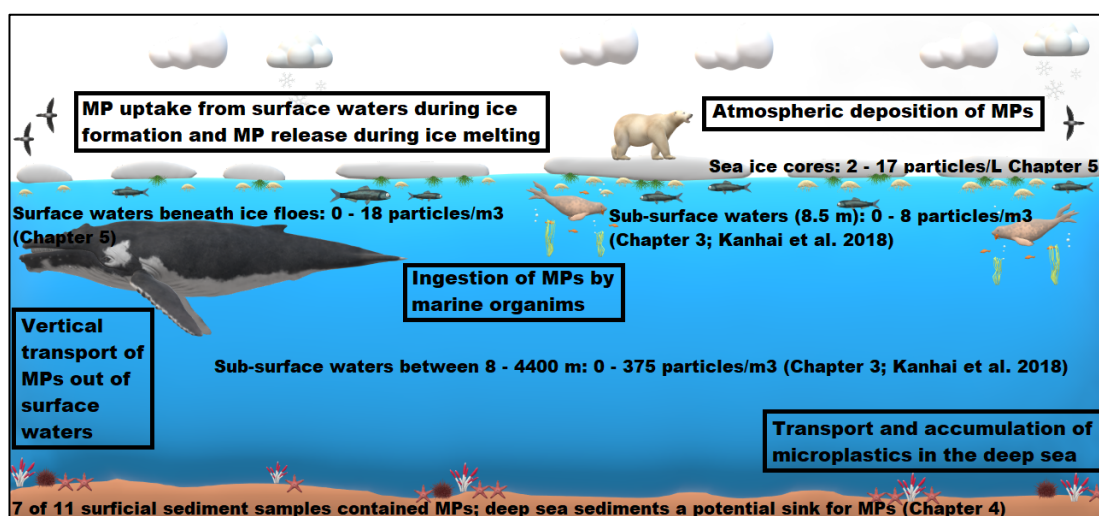 MP uptake from surface waters during ice
formation and MP release during ice melting
Atmospheric deposition of MPs
Sea ice cores: 2 - 17 particles/L Chapter 5
Surface waters beneath ice floes: 0 - 18 particles/m3
(Chapter 5)
Sub-surface waters (8.5 m): 0 - 8 particles/m3
(Chapter 3; Kanhai et al. 2018)
Ingestion of MPs by
marine organims
Vertical
transport of
MPs out of
surface
waters
Sub-surface waters between 8 - 4400 m: 0 - 375 particles/m3 (Chapter 3; Kanhai et al. 2018)
Transport and accumulation of
microplastics in the deep sea
7 of 11 surficial sediment samples contained MPs; deep sea sediments a potential sink for MPs (Chapter 4)